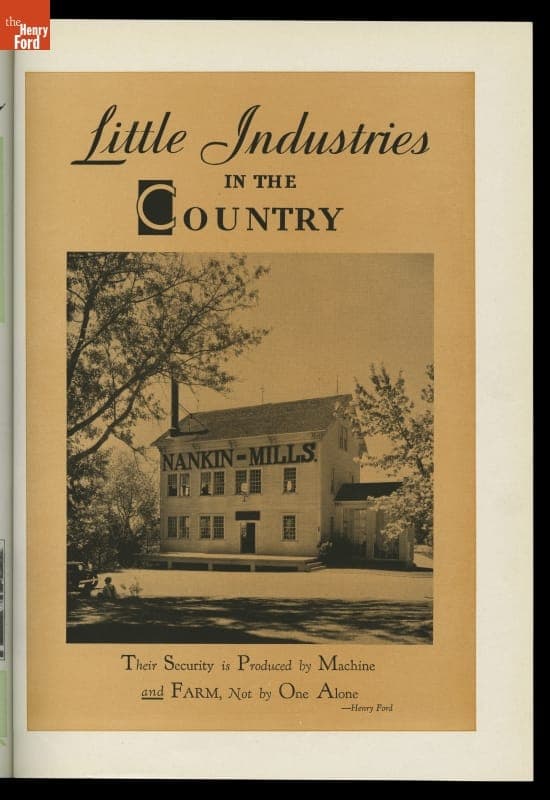 the
Henry
Ford
Little Industries
IN THE
COUNTRY
NANKIN-MILLS.
Their Security is Produced by Machine
and FARM, Not by One Alone
—Henry Ford